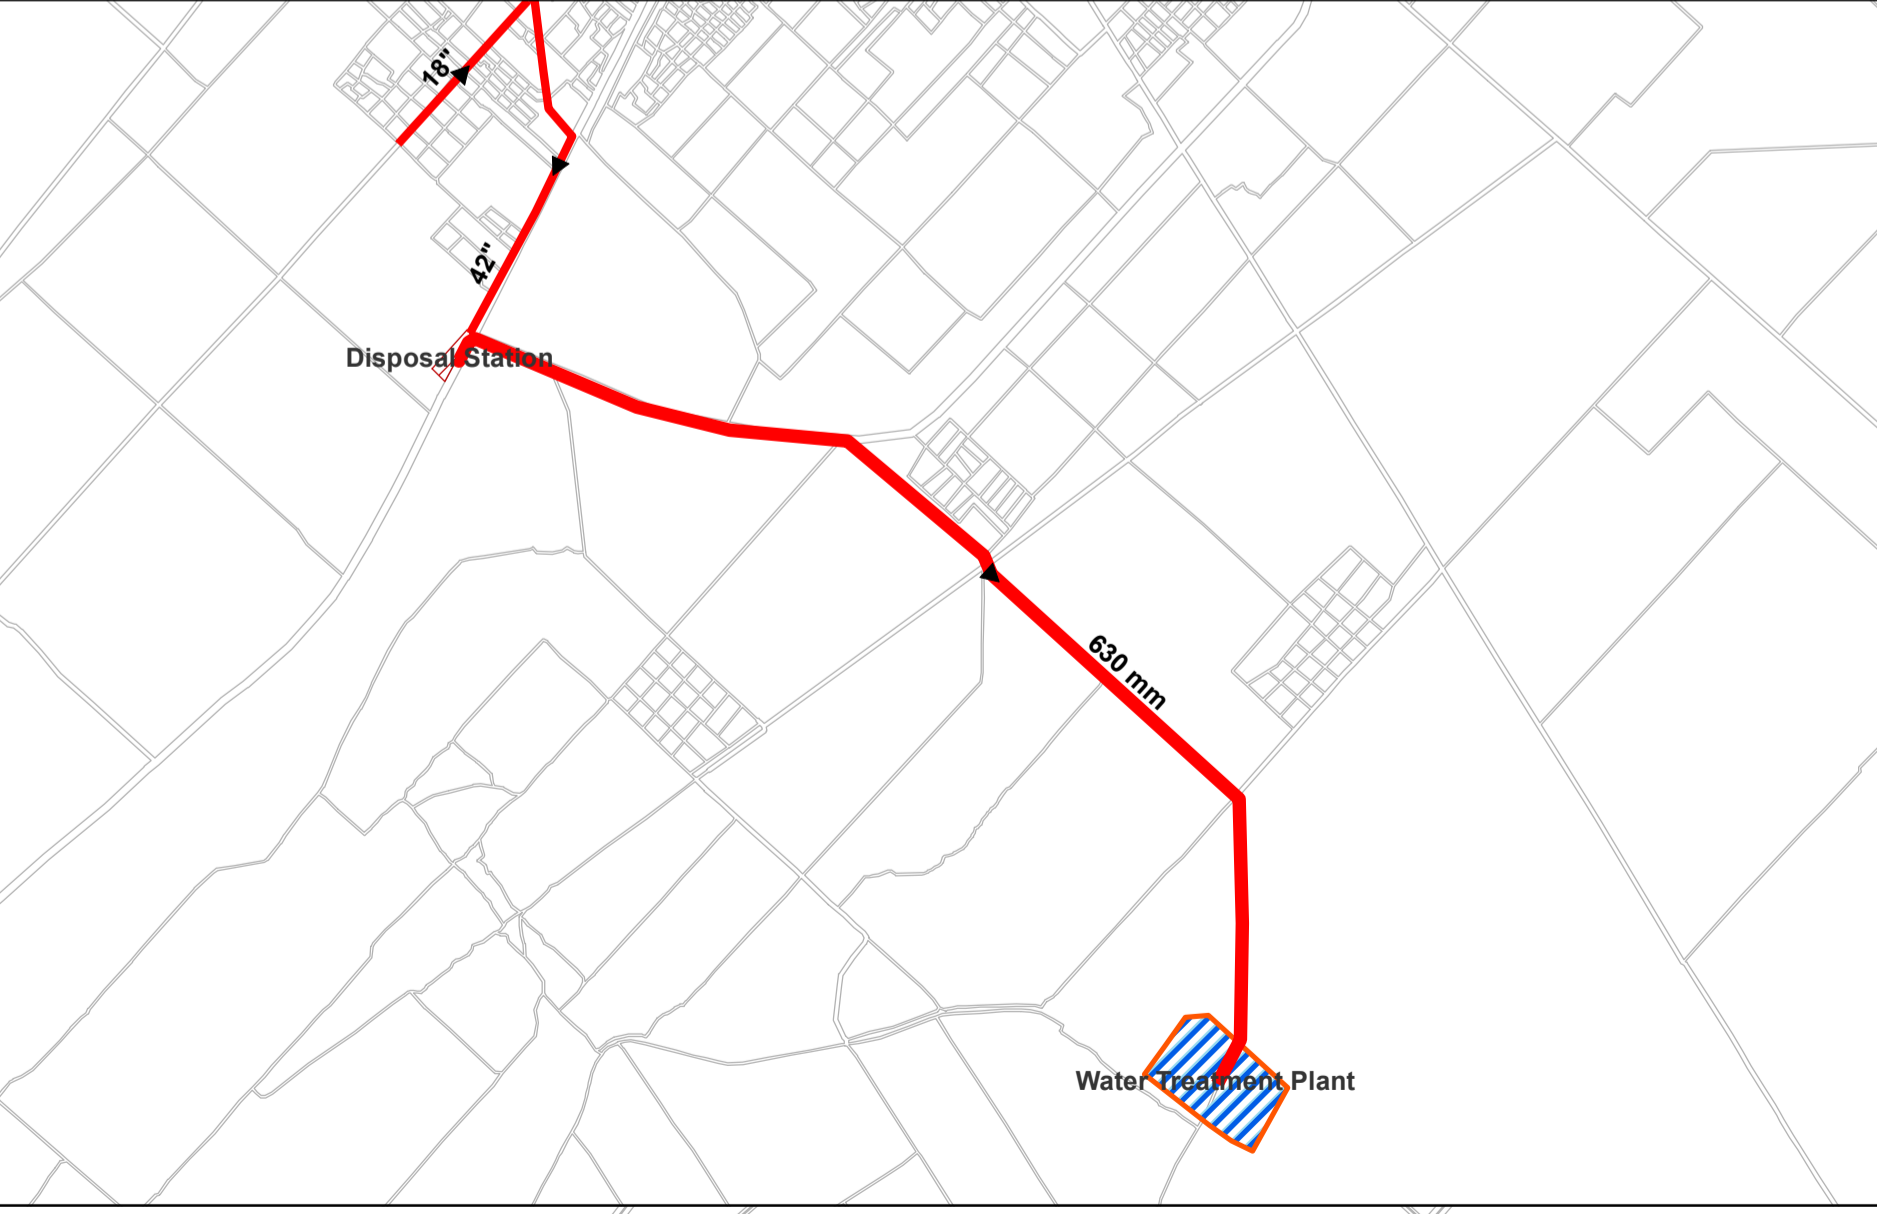 18"
42"
Disposal Station
630 mm
Water Treatment Plant